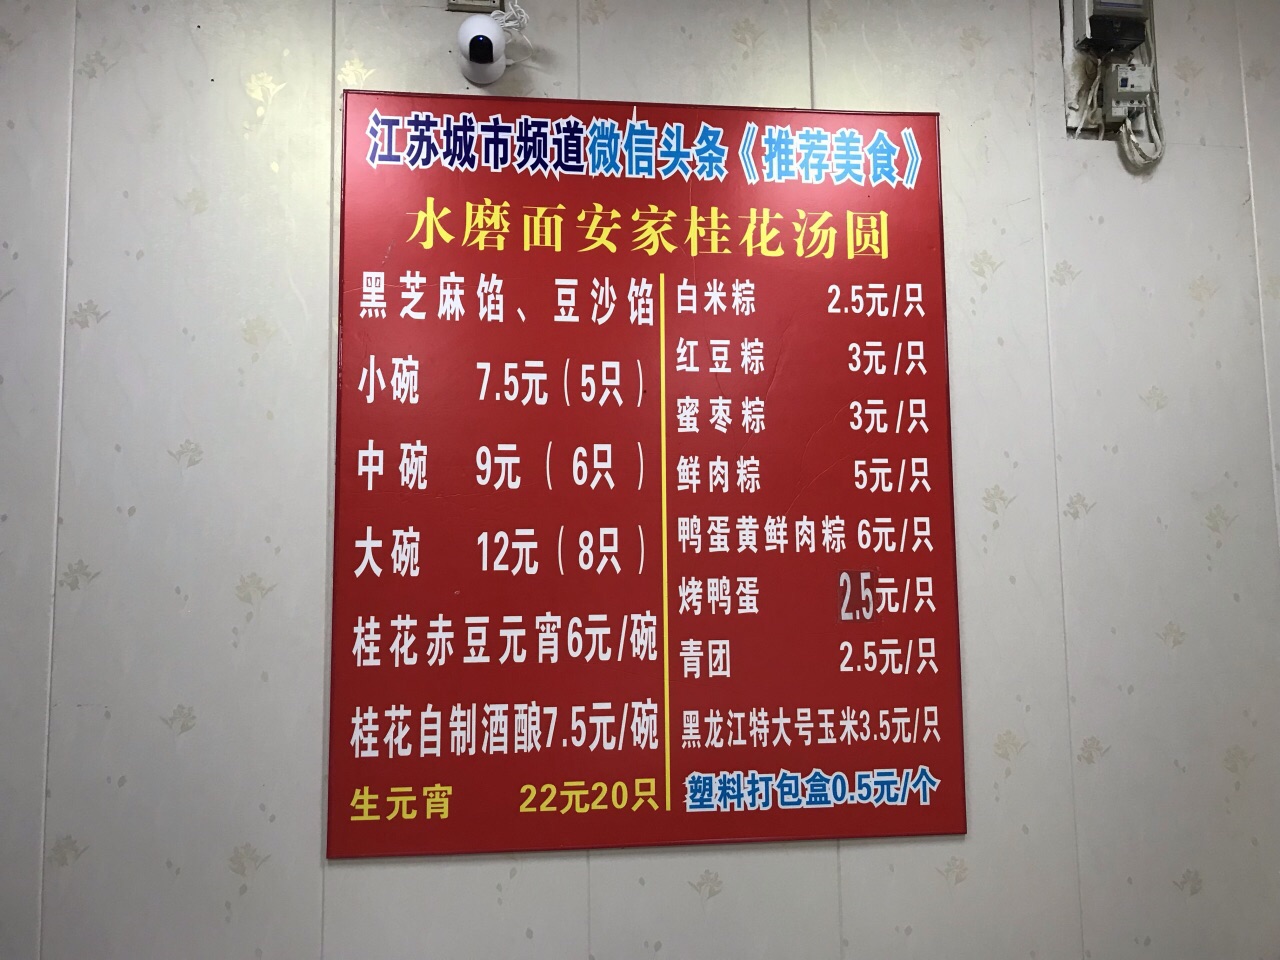 江苏城市频道微信头条《推荐美食》
水磨面安家桂花汤圆
黑芝麻馅、豆沙馅
小碗 7.5元（5只）
中碗 9元（6只）
大碗 12元（8只）
桂花赤豆元宵6元/碗
桂花自制酒酿7.5元/碗
生元宵 22元20只
白米粽 2.5元/只
红豆粽 3元/只
蜜枣粽 3元/只
鲜肉粽 5元/只
鸭蛋黄鲜肉粽 6元/只
烤鸭蛋 2.5元/只
青团 2.5元/只
黑龙江特大号玉米3.5元/只
塑料打包盒0.5元/个